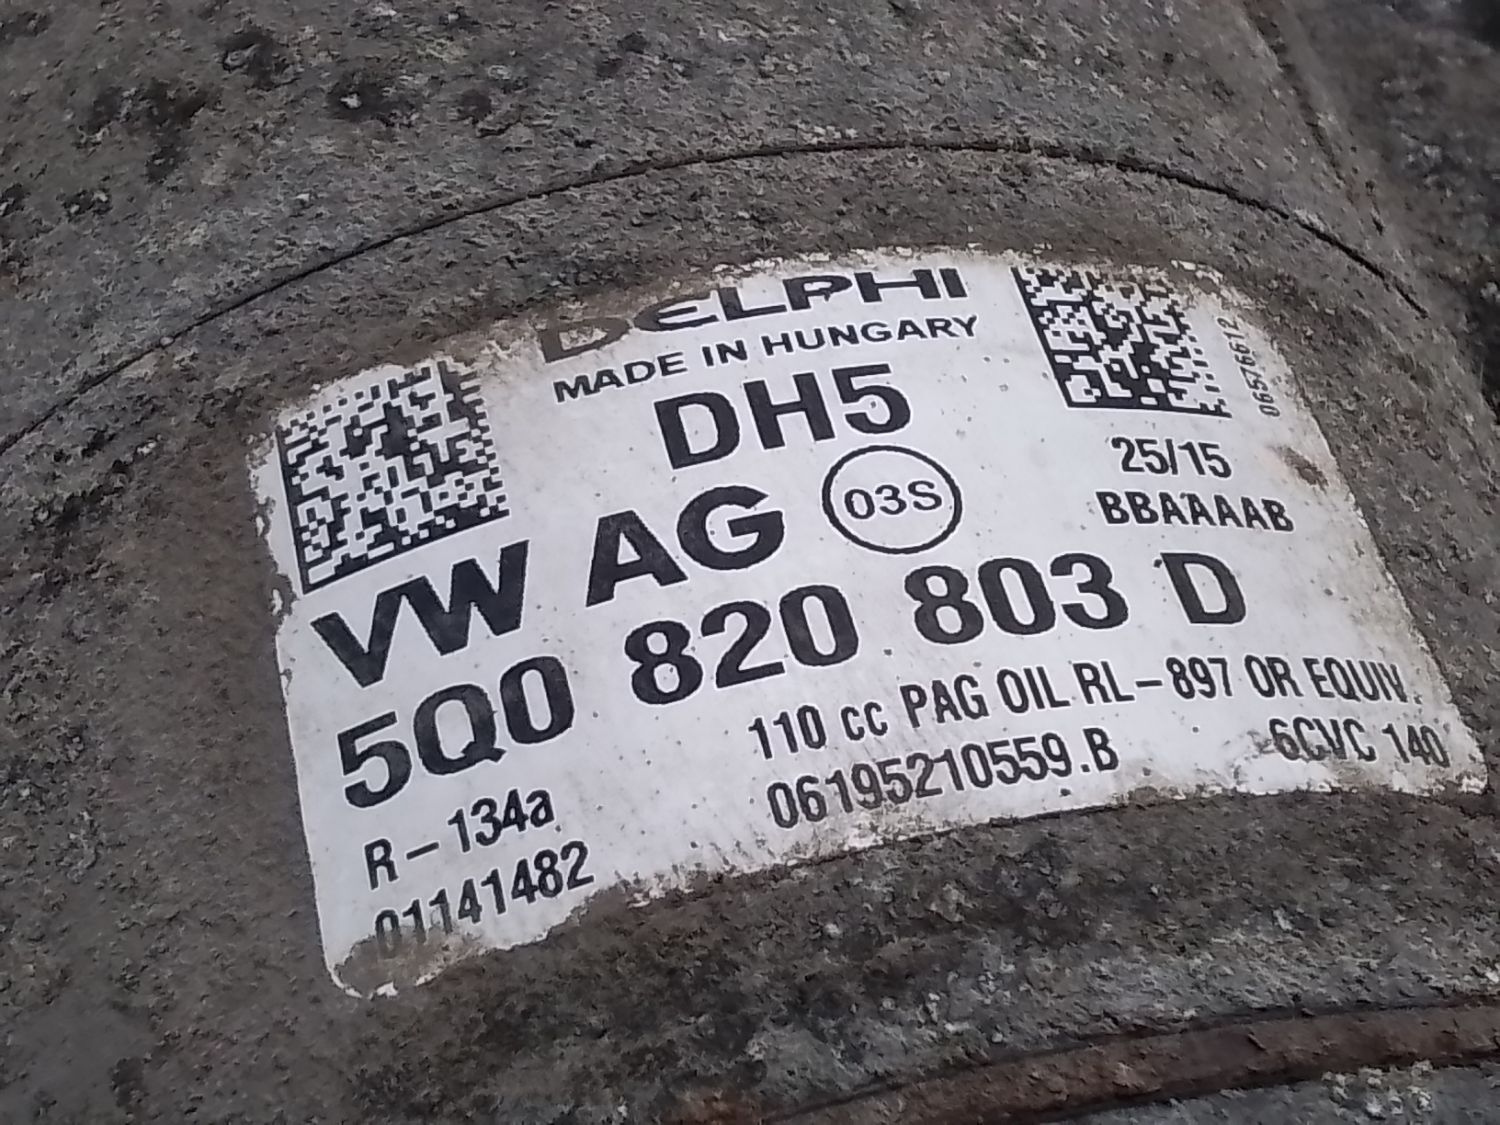 DELPHI
MADE IN HUNGARY
DH5
06576612
25/15
BBAAAAB
VW AG 03S
5Q0 820 803 D
110 cc PAG OIL RL-897 OR EQUIV.
R-134a
06195210559.B
6CVC 140
01141482